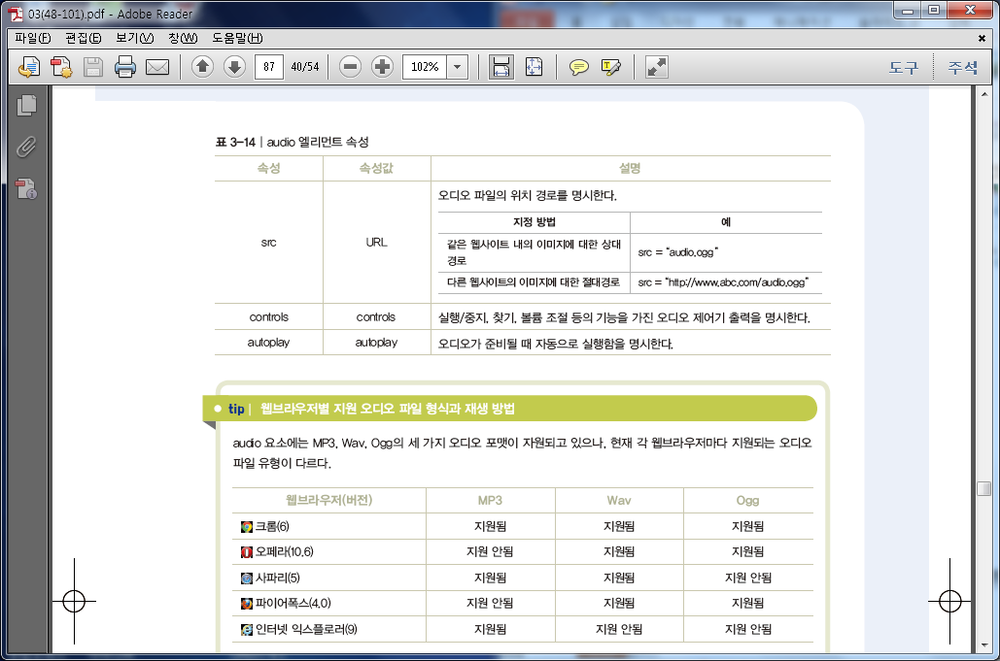 03(48-101).pdf - Adobe Reader
파일(F) 편집(E) 보기(V) 창(W) 도움말(H)
87 40/54 102% 도구 주석
표 3-14 | audio 엘리먼트 속성
속성 속성값 설명
src URL 오디오 파일의 위치 경로를 명시한다.
지정 방법 예
같은 웹사이트 내의 이미지에 대한 상대
경로 src = "audio.ogg"
다른 웹사이트의 이미지에 대한 절대경로 src = "http://www.abc.com/audio.ogg"
controls controls 실행/중지, 찾기, 볼륨 조절 등의 기능을 가진 오디오 제어기 출력을 명시한다.
autoplay autoplay 오디오가 준비될 때 자동으로 실행함을 명시한다.
tip | 웹브라우저별 지원 오디오 파일 형식과 재생 방법
audio 요소에는 MP3, Wav, Ogg의 세 가지 오디오 포맷이 지원되고 있으나, 현재 각 웹브라우저마다 지원되는 오디오
파일 유형이 다르다.
웹브라우저(버전) MP3 Wav Ogg
크롬(6) 지원됨 지원됨 지원됨
오페라(10.6) 지원 안됨 지원됨 지원됨
사파리(5) 지원됨 지원됨 지원 안됨
파이어폭스(4.0) 지원 안됨 지원됨 지원됨
인터넷 익스플로러(9) 지원됨 지원 안됨 지원 안됨